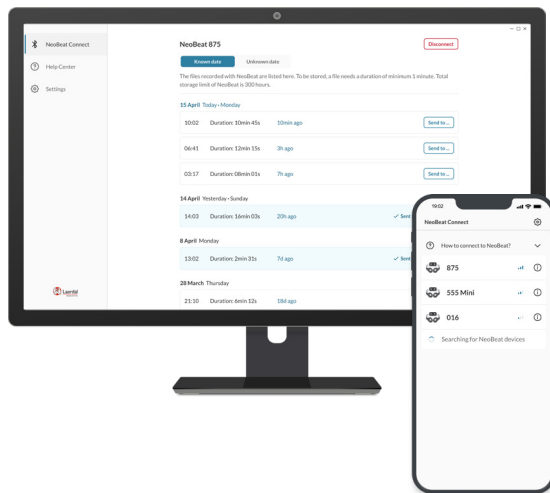 NeoBeat Connect
Help Center
Settings
Laerdal
NeoBeat 875
Disconnect
Known date
Unknown date
The files recorded with NeoBeat are listed here. To be stored, a file needs a duration of minimum 1 minute. Total
storage limit of NeoBeat is 300 hours.
15 April Today · Monday
10:02 Duration: 10min 45s 10min ago Send to ...
06:41 Duration: 12min 15s 3h ago Send to ...
03:17 Duration: 08min 01s 7h ago Send to ...
14 April Yesterday · Sunday
14:03 Duration: 16min 03s 20h ago ✓ Sent
8 April Monday
13:02 Duration: 2min 31s 7d ago ✓ Sent
28 March Thursday
21:10 Duration: 6min 12s 18d ago
19:02
NeoBeat Connect
How to connect to NeoBeat?
875
555 Mini
016
Searching for NeoBeat devices